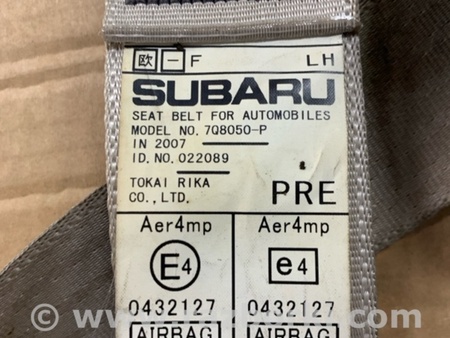 欧 一 F LH
SUBARU
SEAT BELT FOR AUTOMOBILES
MODEL NO. 7Q8050-P
IN 2007
ID.NO. 022089
TOKAI RIKA
CO., LTD. PRE
Aer4mp Aer4mp
E4 e4
0432127 0432127
AIRBAG AIRBAG